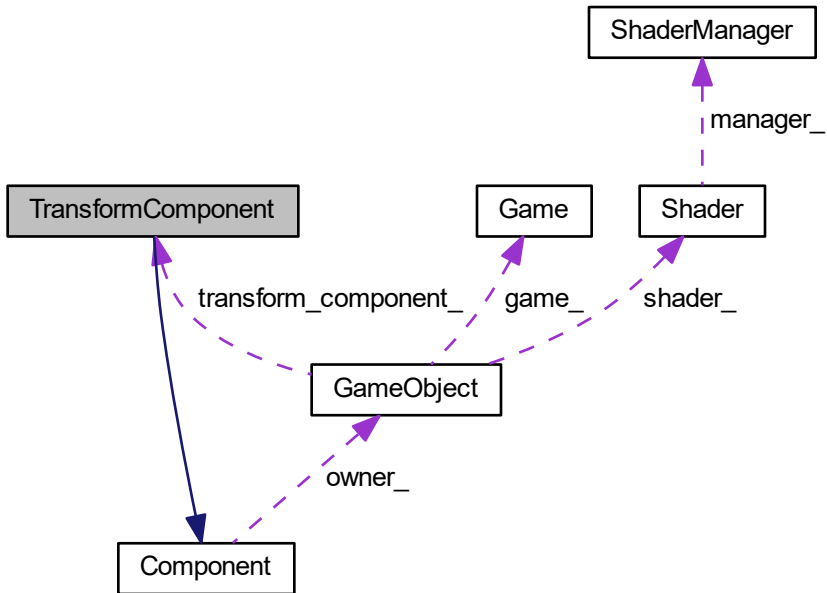 ShaderManager
manager_
TransformComponent
Game
Shader
transform_component_
game_
shader_
GameObject
owner_
Component